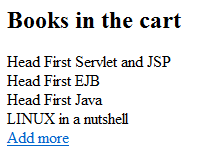 Books in the cart
Head First Servlet and JSP
Head First EJB
Head First Java
LINUX in a nutshell
Add more